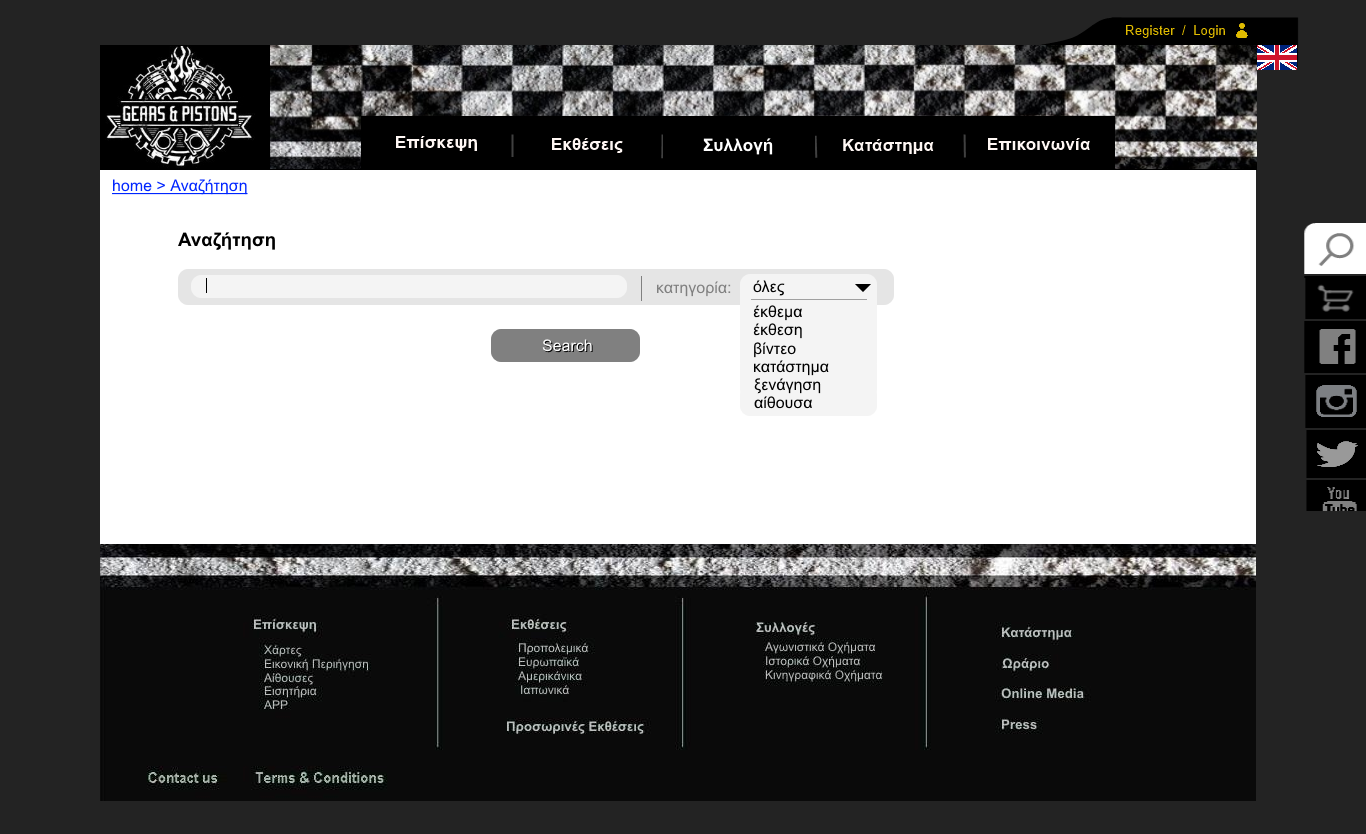 Register / Login
GEARS & PISTONS
Επίσκεψη
Εκθέσεις
Συλλογή
Κατάστημα
Επικοινωνία
home > Αναζήτηση
Αναζήτηση
κατηγορία:
όλες
έκθεμα
έκθεση
βίντεο
κατάστημα
ξενάγηση
αίθουσα
Search
You
Tube
Επίσκεψη
Χάρτες
Εικονική Περιήγηση
Αίθουσες
Εισητήρια
APP
Εκθέσεις
Προπολεμικά
Ευρωπαϊκά
Αμερικάνικα
Ιαπωνικά
Προσωρινές Εκθέσεις
Συλλογές
Αγωνιστικά Οχήματα
Ιστορικά Οχήματα
Κινηγραφικά Οχήματα
Κατάστημα
Ωράριο
Online Media
Press
Contact us
Terms & Conditions